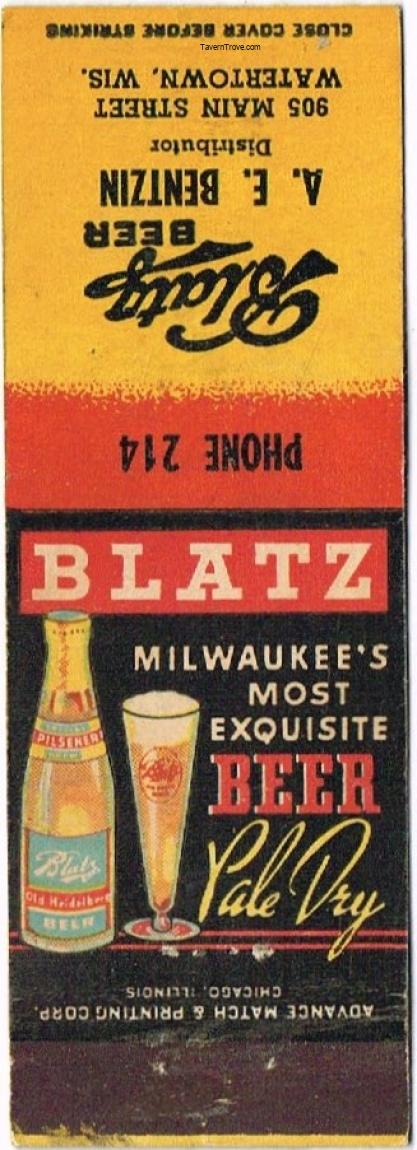 CLOSE COVER BEFORE STRIKING
TavernTrove.com
Blatz
BEER
A. E. BENTZIN
Distributor
905 MAIN STREET
WATERTOWN, WIS.
PHONE 214
BLATZ
MILWAUKEE'S
MOST
EXQUISITE
BEER
Pale Dry
PILSENER
Blatz
Old Heidelberg
BEER
Blatz
ADVANCE MATCH & PRINTING CORP.
CHICAGO, ILLINOIS